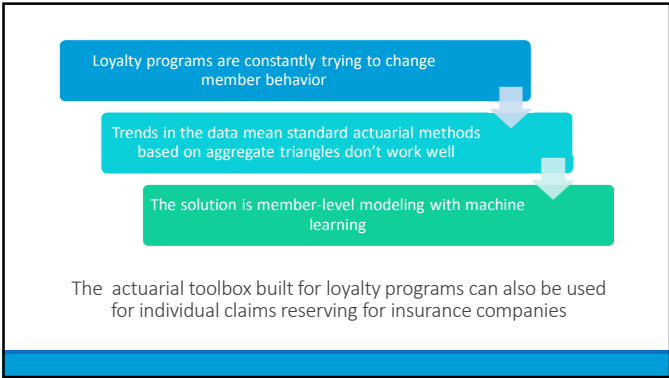 Loyalty programs are constantly trying to change
member behavior
Trends in the data mean standard actuarial methods
based on aggregate triangles don’t work well
The solution is member-level modeling with machine
learning
The actuarial toolbox built for loyalty programs can also be used
for individual claims reserving for insurance companies